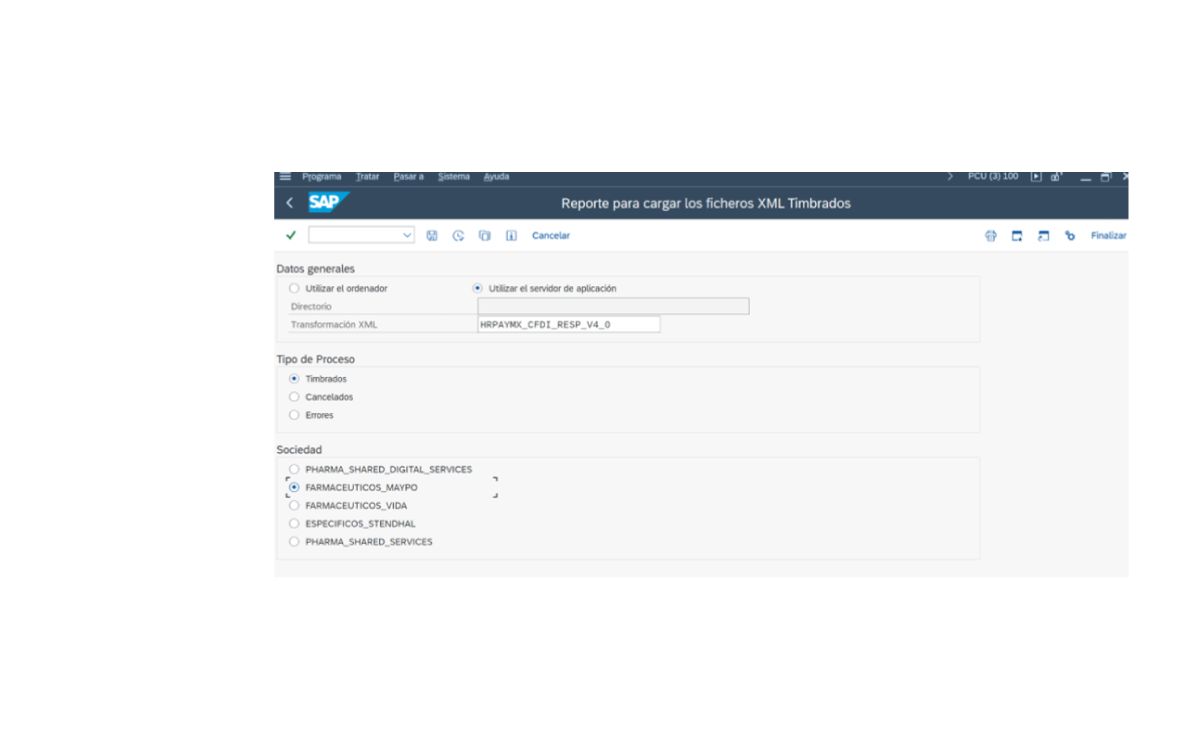 Programa Tratar Pasar a Sistema Ayuda PCU (3) 100
SAP Reporte para cargar los ficheros XML Timbrados
Cancelar Finalizar
Datos generales
Utilizar el ordenador Utilizar el servidor de aplicación
Directorio
Transformación XML HRPAYMX_CFDI_RESP_V4_0
Tipo de Proceso
Timbrados
Cancelados
Errores
Sociedad
PHARMA_SHARED_DIGITAL_SERVICES
FARMACEUTICOS_MAYPO
FARMACEUTICOS_VIDA
ESPECIFICOS_STENDHAL
PHARMA_SHARED_SERVICES